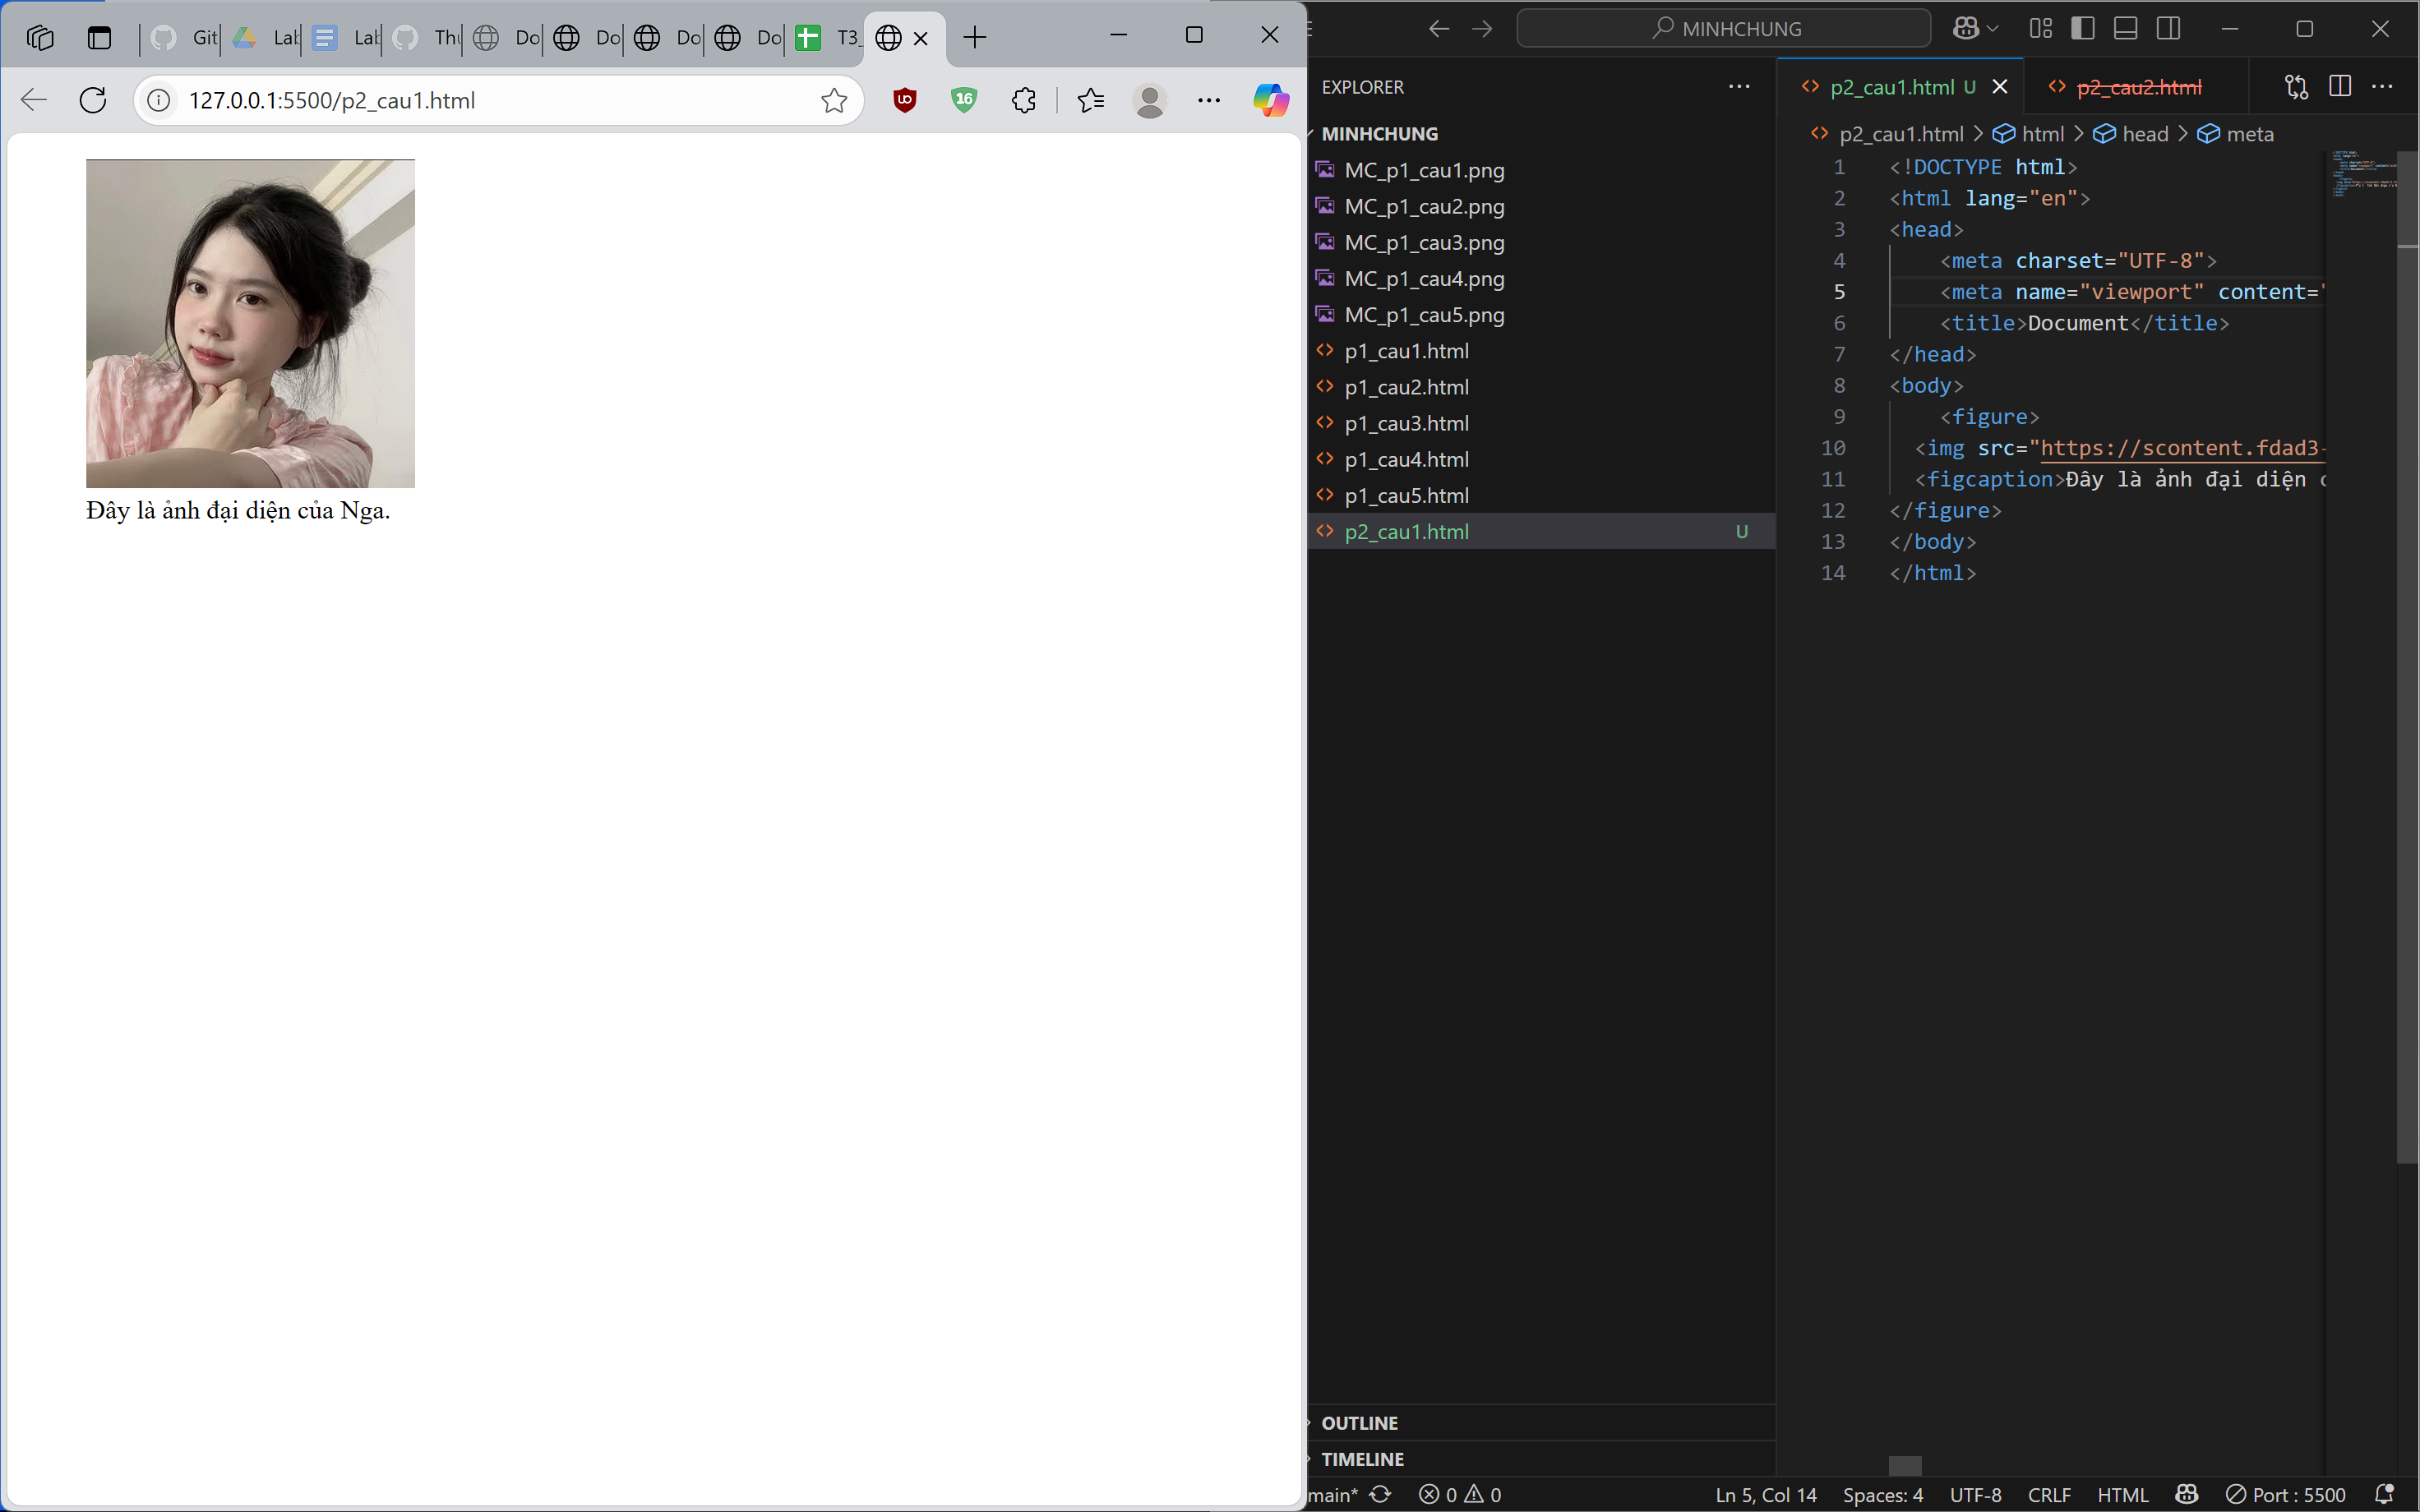 Git
Lab
Lab
Do
Do
Do
Do
T3_
127.0.0.1:5500/p2_cau1.html
16
Đây là ảnh đại diện của Nga.
MINHCHUNG
EXPLORER
MINHCHUNG
MC_p1_cau1.png
MC_p1_cau2.png
MC_p1_cau3.png
MC_p1_cau4.png
MC_p1_cau5.png
p1_cau1.html
p1_cau2.html
p1_cau3.html
p1_cau4.html
p1_cau5.html
p2_cau1.html U
OUTLINE
TIMELINE
p2_cau1.html U
p2_cau2.html
p2_cau1.html > html > head > meta
1 <!DOCTYPE html>
2 <html lang="en">
3 <head>
4 <meta charset="UTF-8">
5 <meta name="viewport" content="
6 <title>Document</title>
7 </head>
8 <body>
9 <figure>
10 <img src="https://scontent.fdad3-
11 <figcaption>Đây là ảnh đại diện
12 </figure>
13 </body>
14 </html>
main* 0 0 Ln 5, Col 14 Spaces: 4 UTF-8 CRLF HTML Port : 5500